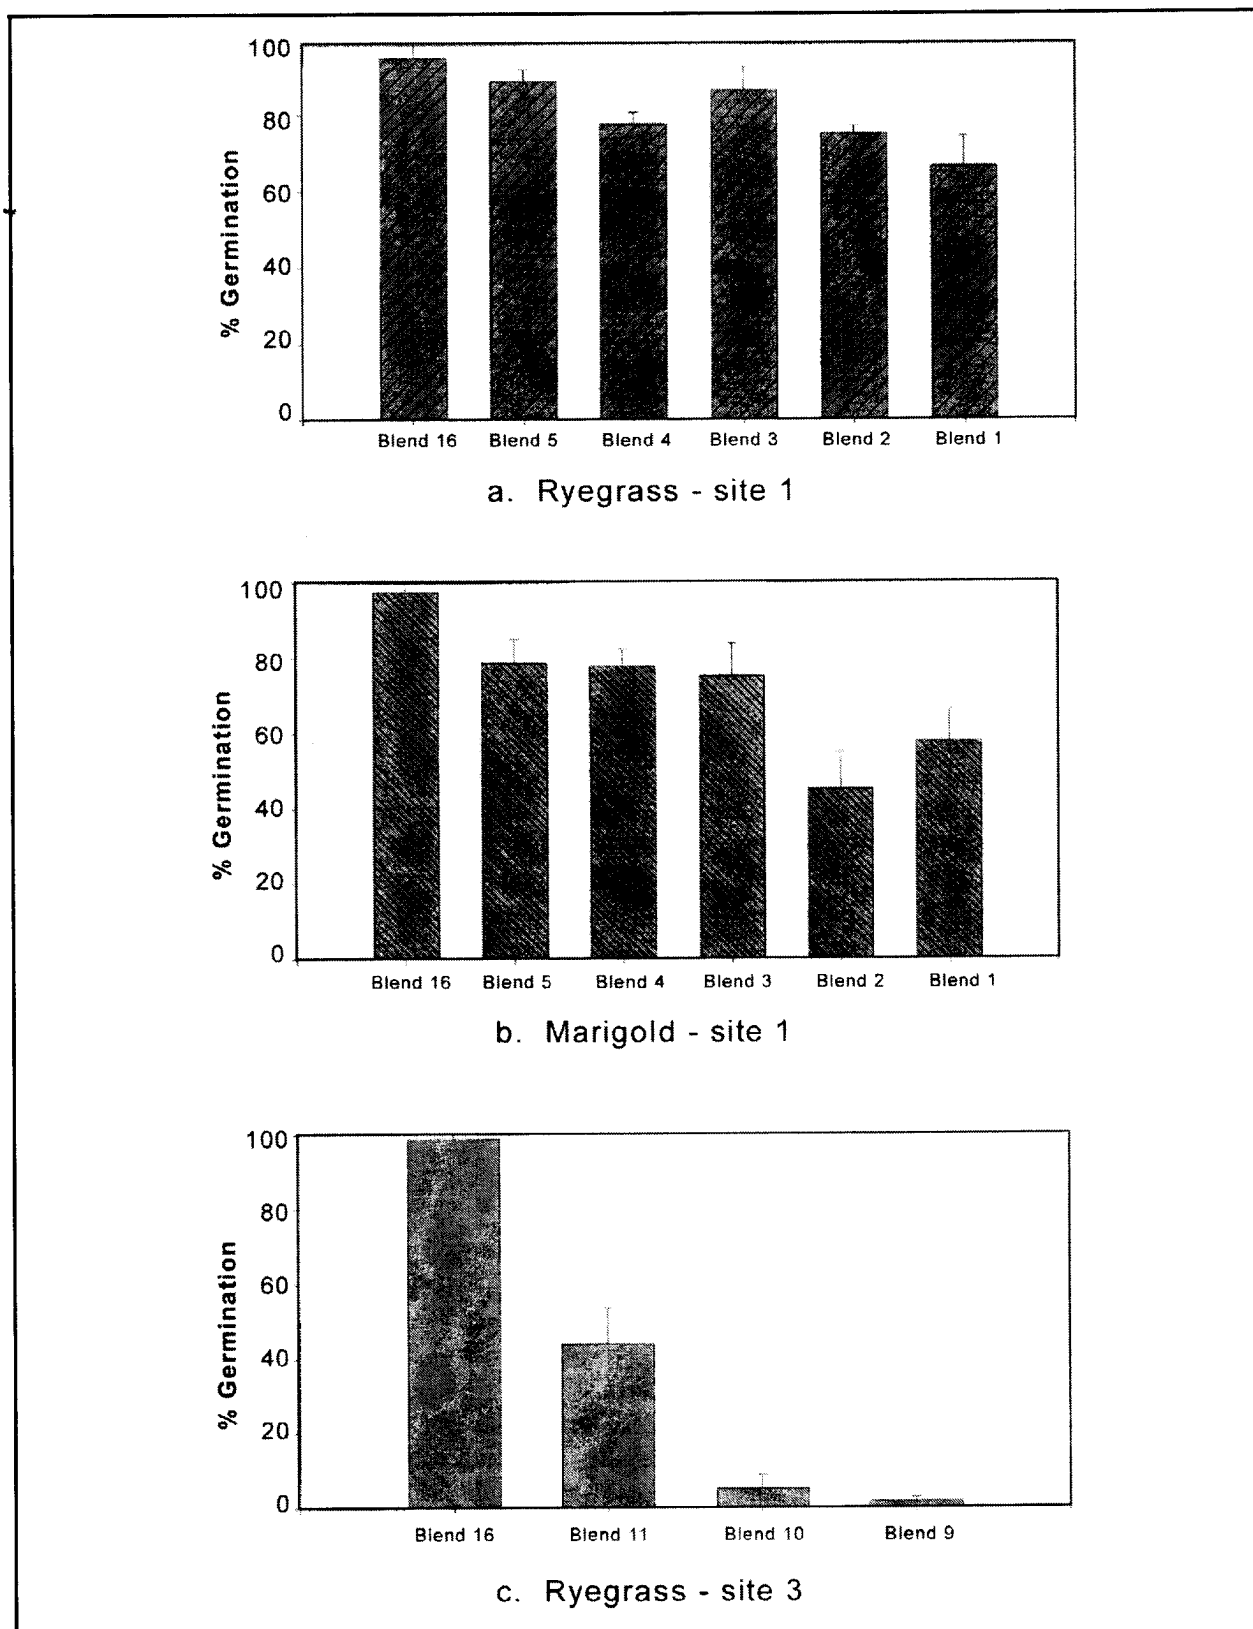 100
80
60
40
20
0
% Germination
Blend 16 Blend 5 Blend 4 Blend 3 Blend 2 Blend 1
a. Ryegrass - site 1
100
80
60
40
20
0
% Germination
Blend 16 Blend 5 Blend 4 Blend 3 Blend 2 Blend 1
b. Marigold - site 1
100
80
60
40
20
0
% Germination
Blend 16 Blend 11 Blend 10 Blend 9
c. Ryegrass - site 3